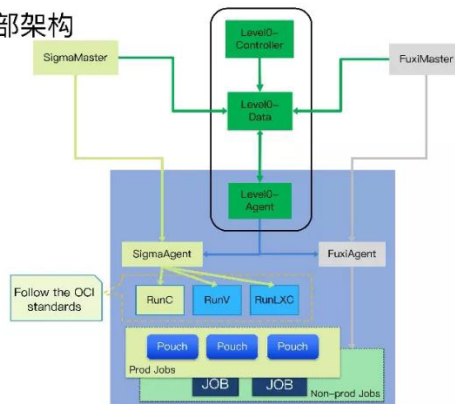 部架构
SigmaMaster
Level0-
Controller
FuxiMaster
Level0-
Data
Level0-
Agent
SigmaAgent
FuxiAgent
Follow the OCI
standards
RunC
RunV
RunLXC
Pouch
Pouch
Pouch
Prod Jobs
JOB
JOB
Non-prod Jobs